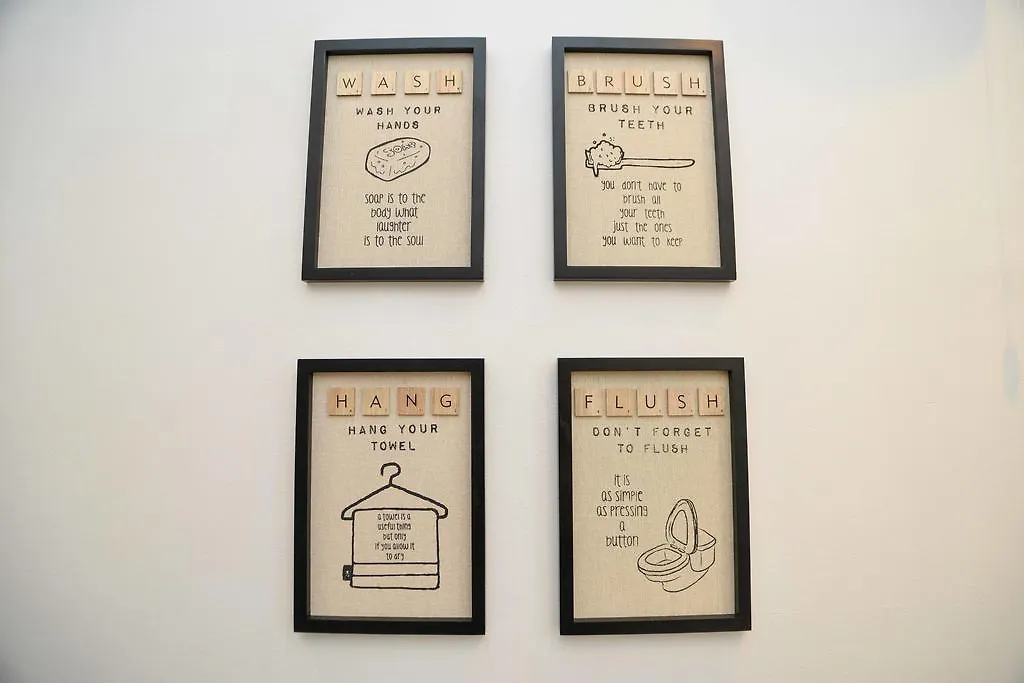 WASH
WASH YOUR
HANDS
SOAP
soap is to the
body what
laughter
is to the soul
BRUSH
BRUSH YOUR
TEETH
you don't have to
brush all
your teeth
just the ones
you want to keep
HANG
HANG YOUR
TOWEL
a towel is a
useful thing
but only
if you allow it
to dry
FLUSH
DON'T FORGET
TO FLUSH
it is
as simple
as pressing
a
button